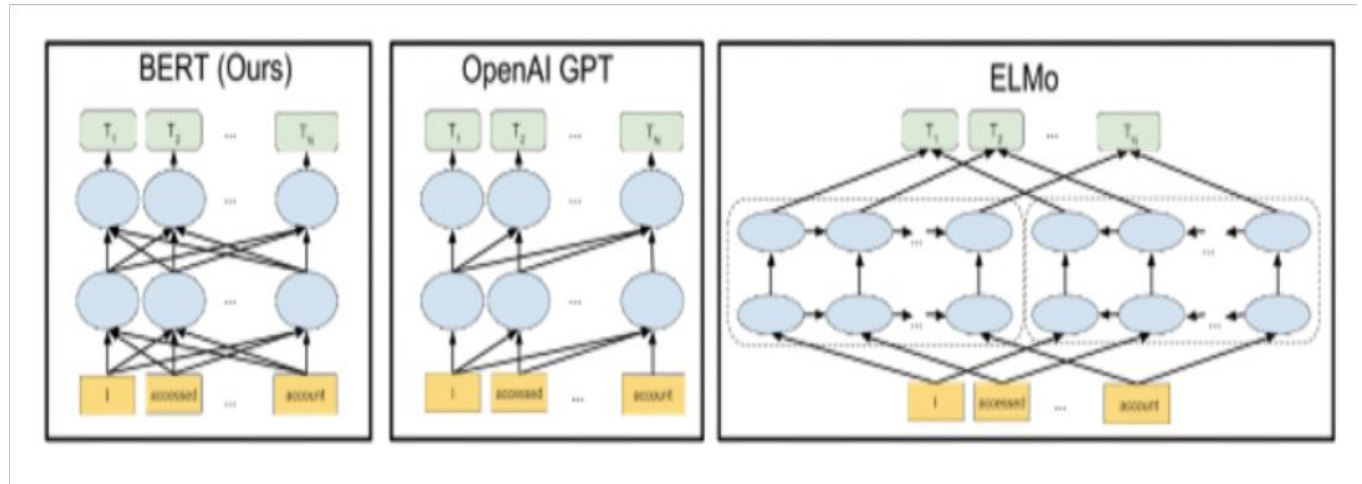 BERT (Ours)
T1 T2 ... TN
...
...
I accessed ... account
OpenAI GPT
T1 T2 ... TN
...
...
I accessed ... account
ELMo
T1 T2 ... TN
... ...
... ...
I accessed ... account